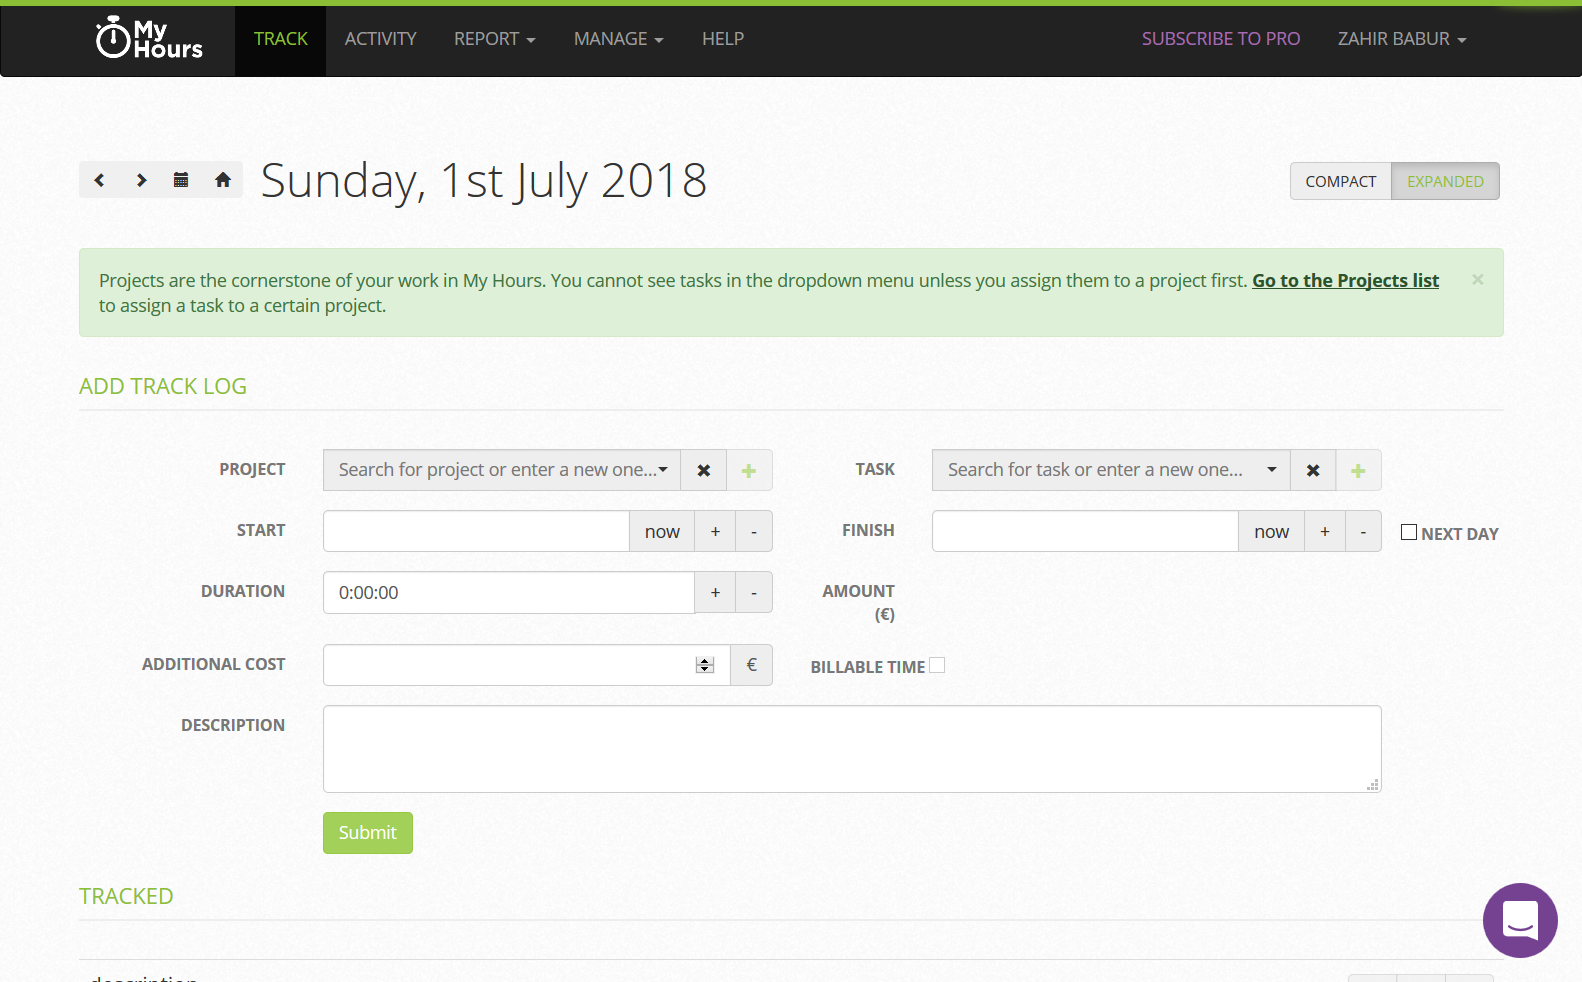 My Hours
TRACK ACTIVITY REPORT MANAGE HELP SUBSCRIBE TO PRO ZAHIR BABUR
Sunday, 1st July 2018
COMPACT EXPANDED
Projects are the cornerstone of your work in My Hours. You cannot see tasks in the dropdown menu unless you assign them to a project first. Go to the Projects list ×
to assign a task to a certain project.
ADD TRACK LOG
PROJECT Search for project or enter a new one... TASK Search for task or enter a new one...
START now + - FINISH now + - NEXT DAY
DURATION 0:00:00 + - AMOUNT
(€)
ADDITIONAL COST € BILLABLE TIME
DESCRIPTION
Submit
TRACKED
description